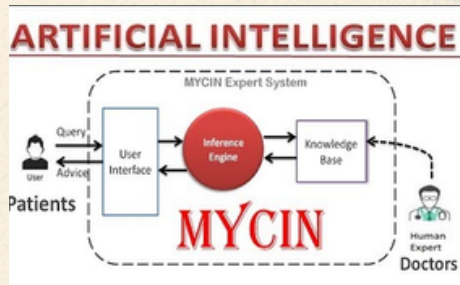 ARTIFICIAL INTELLIGENCE
MYCIN Expert System
Query
User
Advice
Patients
User
Interface
Inference
Engine
Knowledge
Base
MYCIN
Human
Expert
Doctors